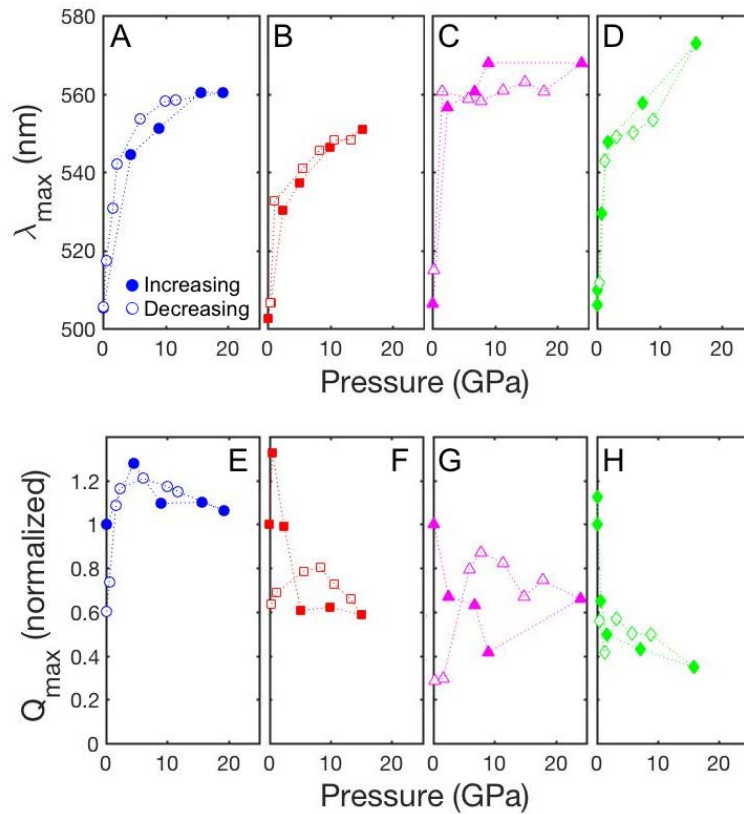 580
560
540
520
500
λmax (nm)
A
B
C
D
Increasing
Decreasing
0 10 20 0 10 20 0 10 20 0 10 20
Pressure (GPa)
1.2
1
0.8
0.6
0.4
0.2
0
Qmax (normalized)
E
F
G
H
0 10 20 0 10 20 0 10 20 0 10 20
Pressure (GPa)